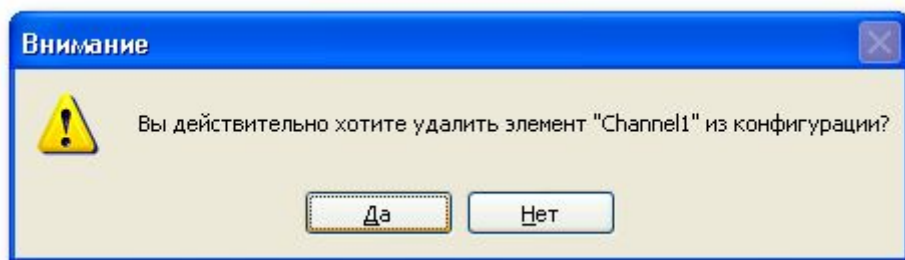 Внимание
Вы действительно хотите удалить элемент "Channel1" из конфигурации?
Да
Нет